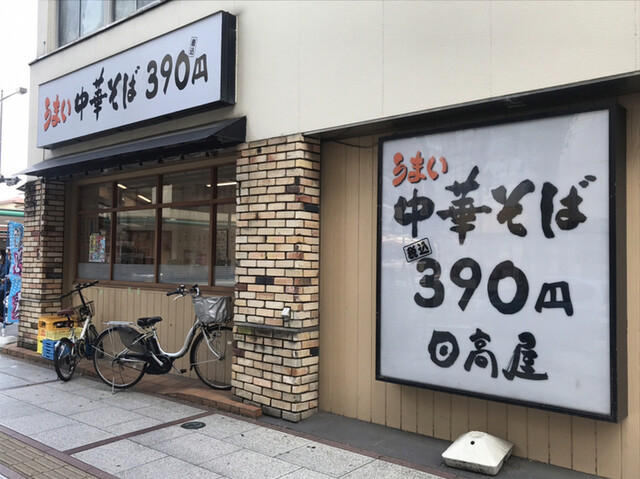 うまい 中華そば 390円
税込
うまい
中華そば
税込
390円
日高屋